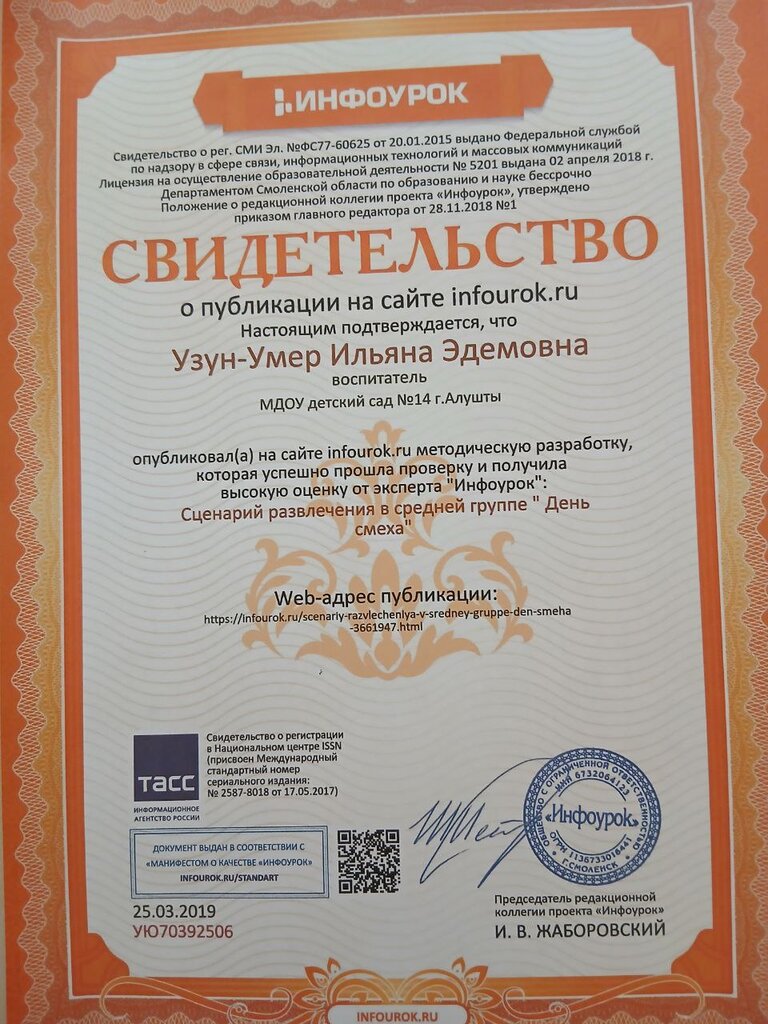 ИНФОУРОК
Свидетельство о рег. СМИ Эл. №ФС77-60625 от 20.01.2015 выдано Федеральной службой
по надзору в сфере связи, информационных технологий и массовых коммуникаций
Лицензия на осуществление образовательной деятельности № 5201 выдана 02 апреля 2018 г.
Департаментом Смоленской области по образованию и науке бессрочно
Положение о редакционной коллегии проекта «Инфоурок», утверждено
приказом главного редактора от 28.11.2018 №1
СВИДЕТЕЛЬСТВО
о публикации на сайте infourok.ru
Настоящим подтверждается, что
Узун-Умер Ильяна Эдемовна
воспитатель
МДОУ детский сад №14 г.Алушты
опубликовал(а) на сайте infourok.ru методическую разработку,
которая успешно прошла проверку и получила
высокую оценку от эксперта "Инфоурок":
Сценарий развлечения в средней группе " День
смеха"
Web-адрес публикации:
https://infourok.ru/scenariy-razvlecheniya-v-sredney-gruppe-den-smeha
-3661947.html
ТАСС
ИНФОРМАЦИОННОЕ
АГЕНТСТВО РОССИИ
Свидетельство о регистрации
в Национальном центре ISSN
(присвоен Международный
стандартный номер
сериального издания:
№ 2587-8018 от 17.05.2017)
ДОКУМЕНТ ВЫДАН В СООТВЕТСТВИИ С
«МАНИФЕСТОМ О КАЧЕСТВЕ «ИНФОУРОК»
INFOUROK.RU/STANDART
25.03.2019
УЮ70392506
ОБЩЕСТВО С ОГРАНИЧЕННОЙ ОТВЕТСТВЕННОСТЬЮ
ИНН 6732064123
«Инфоурок»
ОГРН 1136733016441
Г.СМОЛЕНСК
Председатель редакционной
коллегии проекта «Инфоурок»
И. В. ЖАБОРОВСКИЙ
INFOUROK.RU